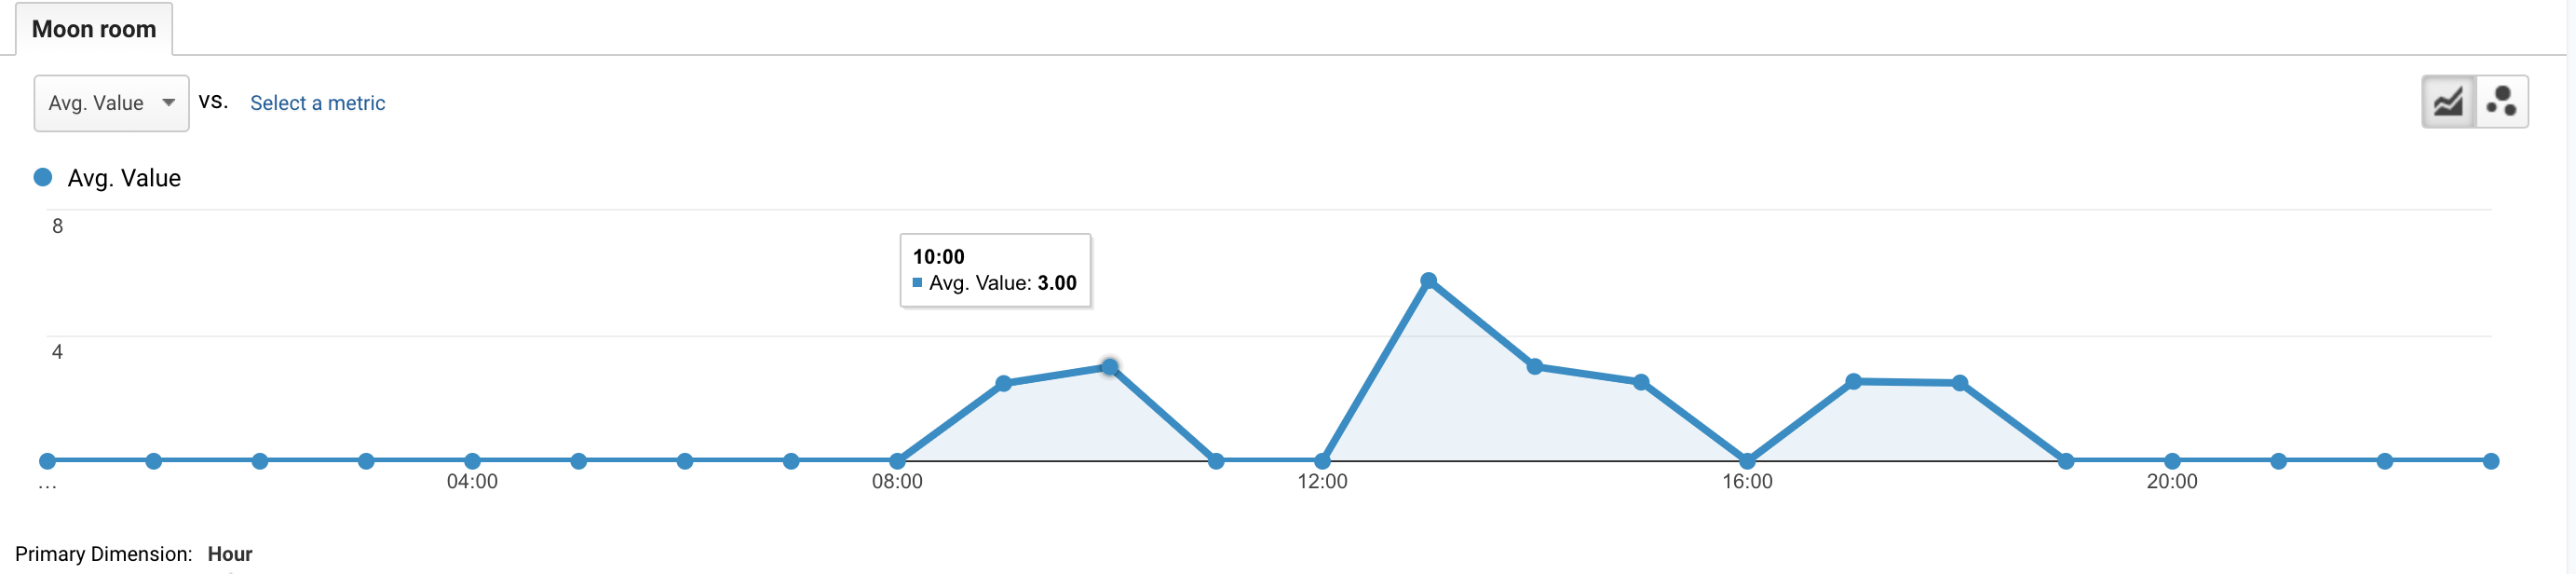 Moon room
Avg. Value vs. Select a metric
Avg. Value
8
10:00
Avg. Value: 3.00
4
... 04:00 08:00 12:00 16:00 20:00
Primary Dimension: Hour